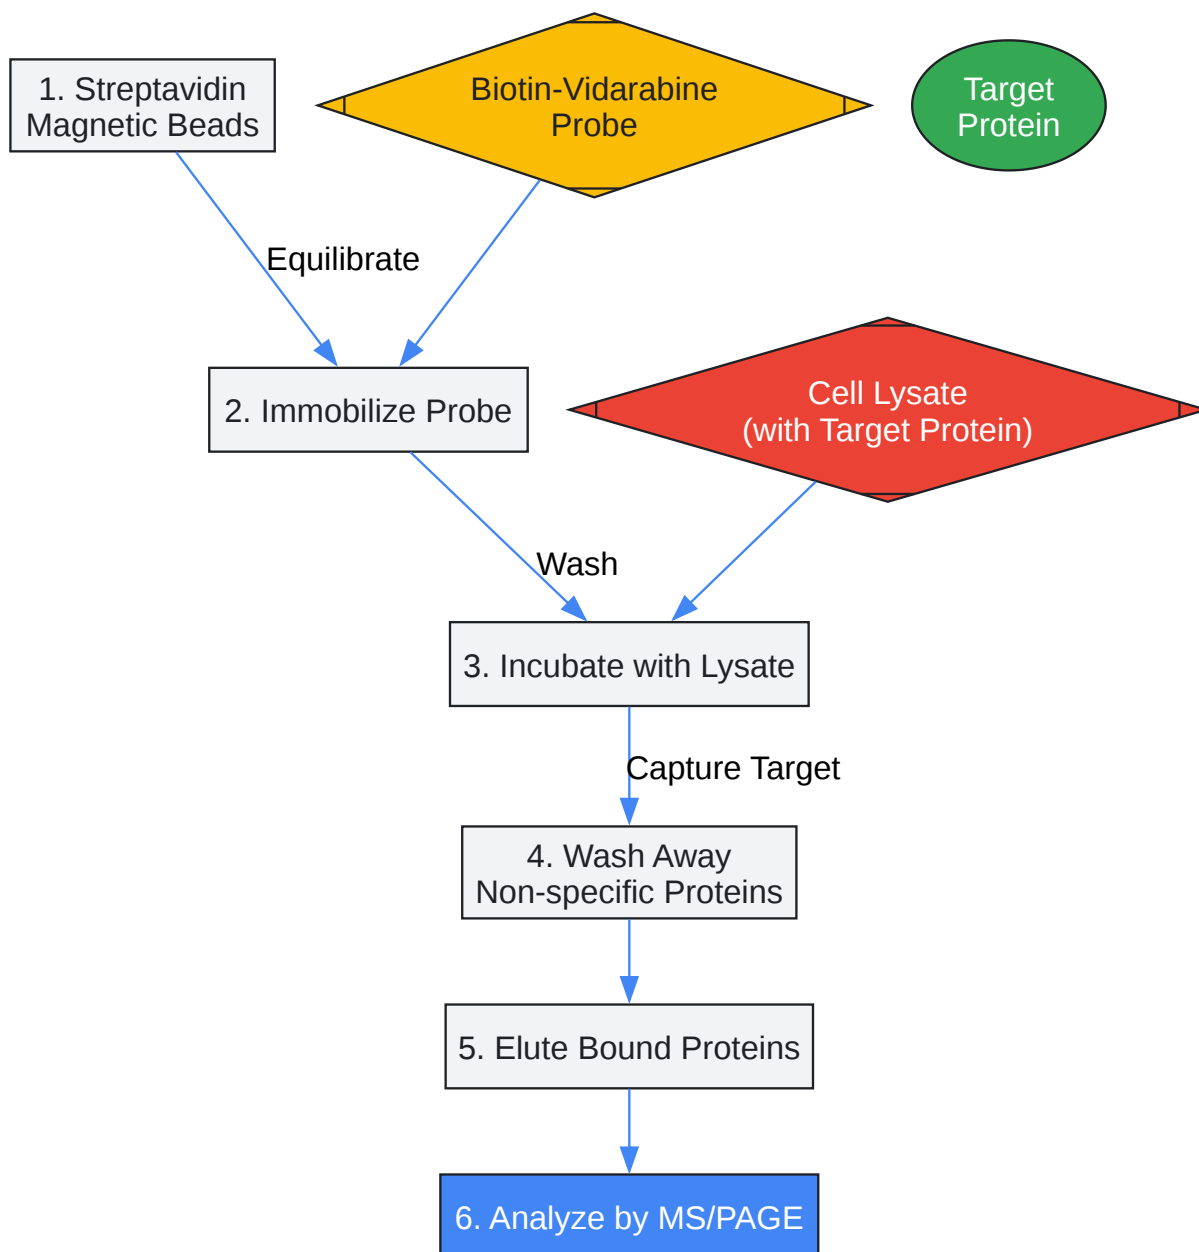 1. Streptavidin
Magnetic Beads
Biotin-Vidarabine
Probe
Target
Protein
Equilibrate
2. Immobilize Probe
Cell Lysate
(with Target Protein)
Wash
3. Incubate with Lysate
Capture Target
4. Wash Away
Non-specific Proteins
5. Elute Bound Proteins
6. Analyze by MS/PAGE